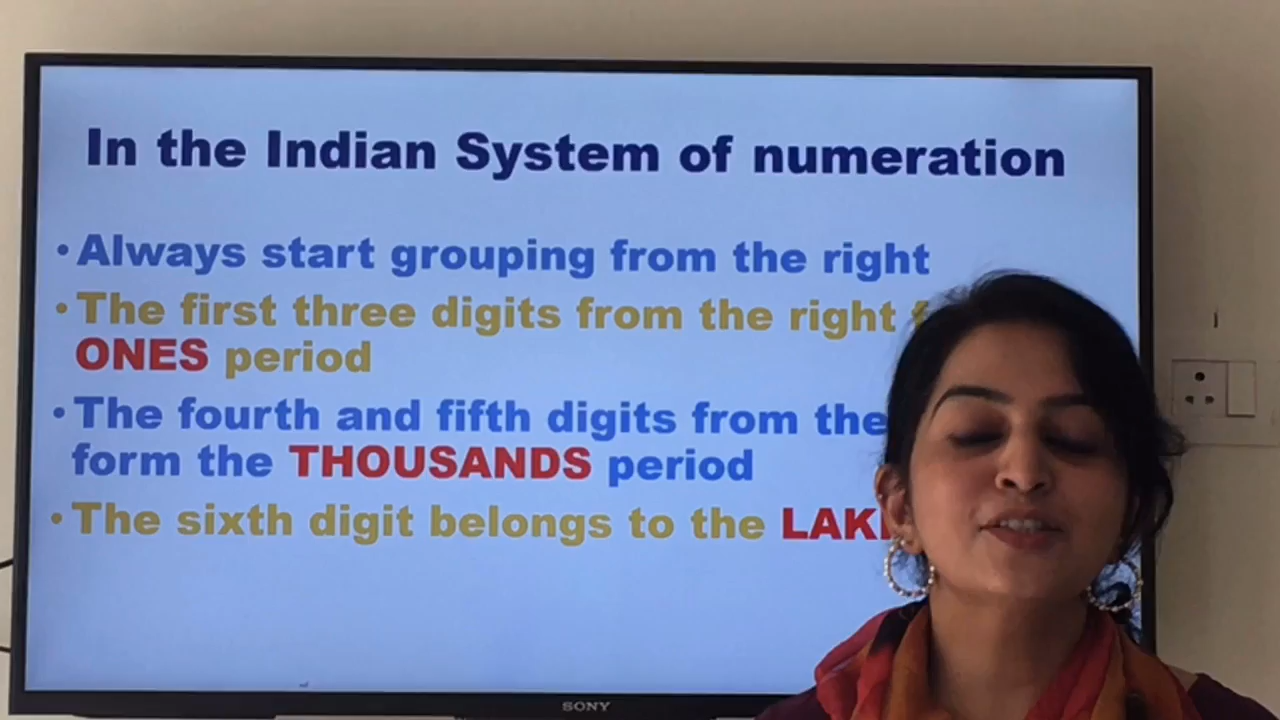 In the Indian System of numeration
• Always start grouping from the right
• The first three digits from the right
ONES period
• The fourth and fifth digits from the
form the THOUSANDS period
• The sixth digit belongs to the
SONY